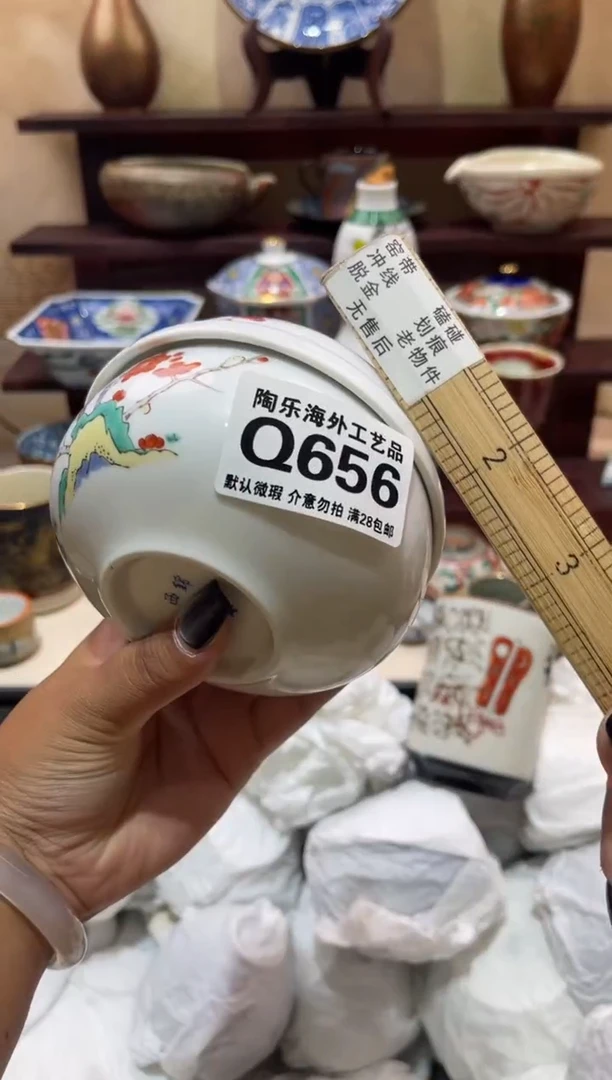 陶乐海外工艺品
Q656
默认微瑕 介意勿拍 满28包邮
窑带 磕碰
冲线 划痕
脱金 老物件
无售后
2
3